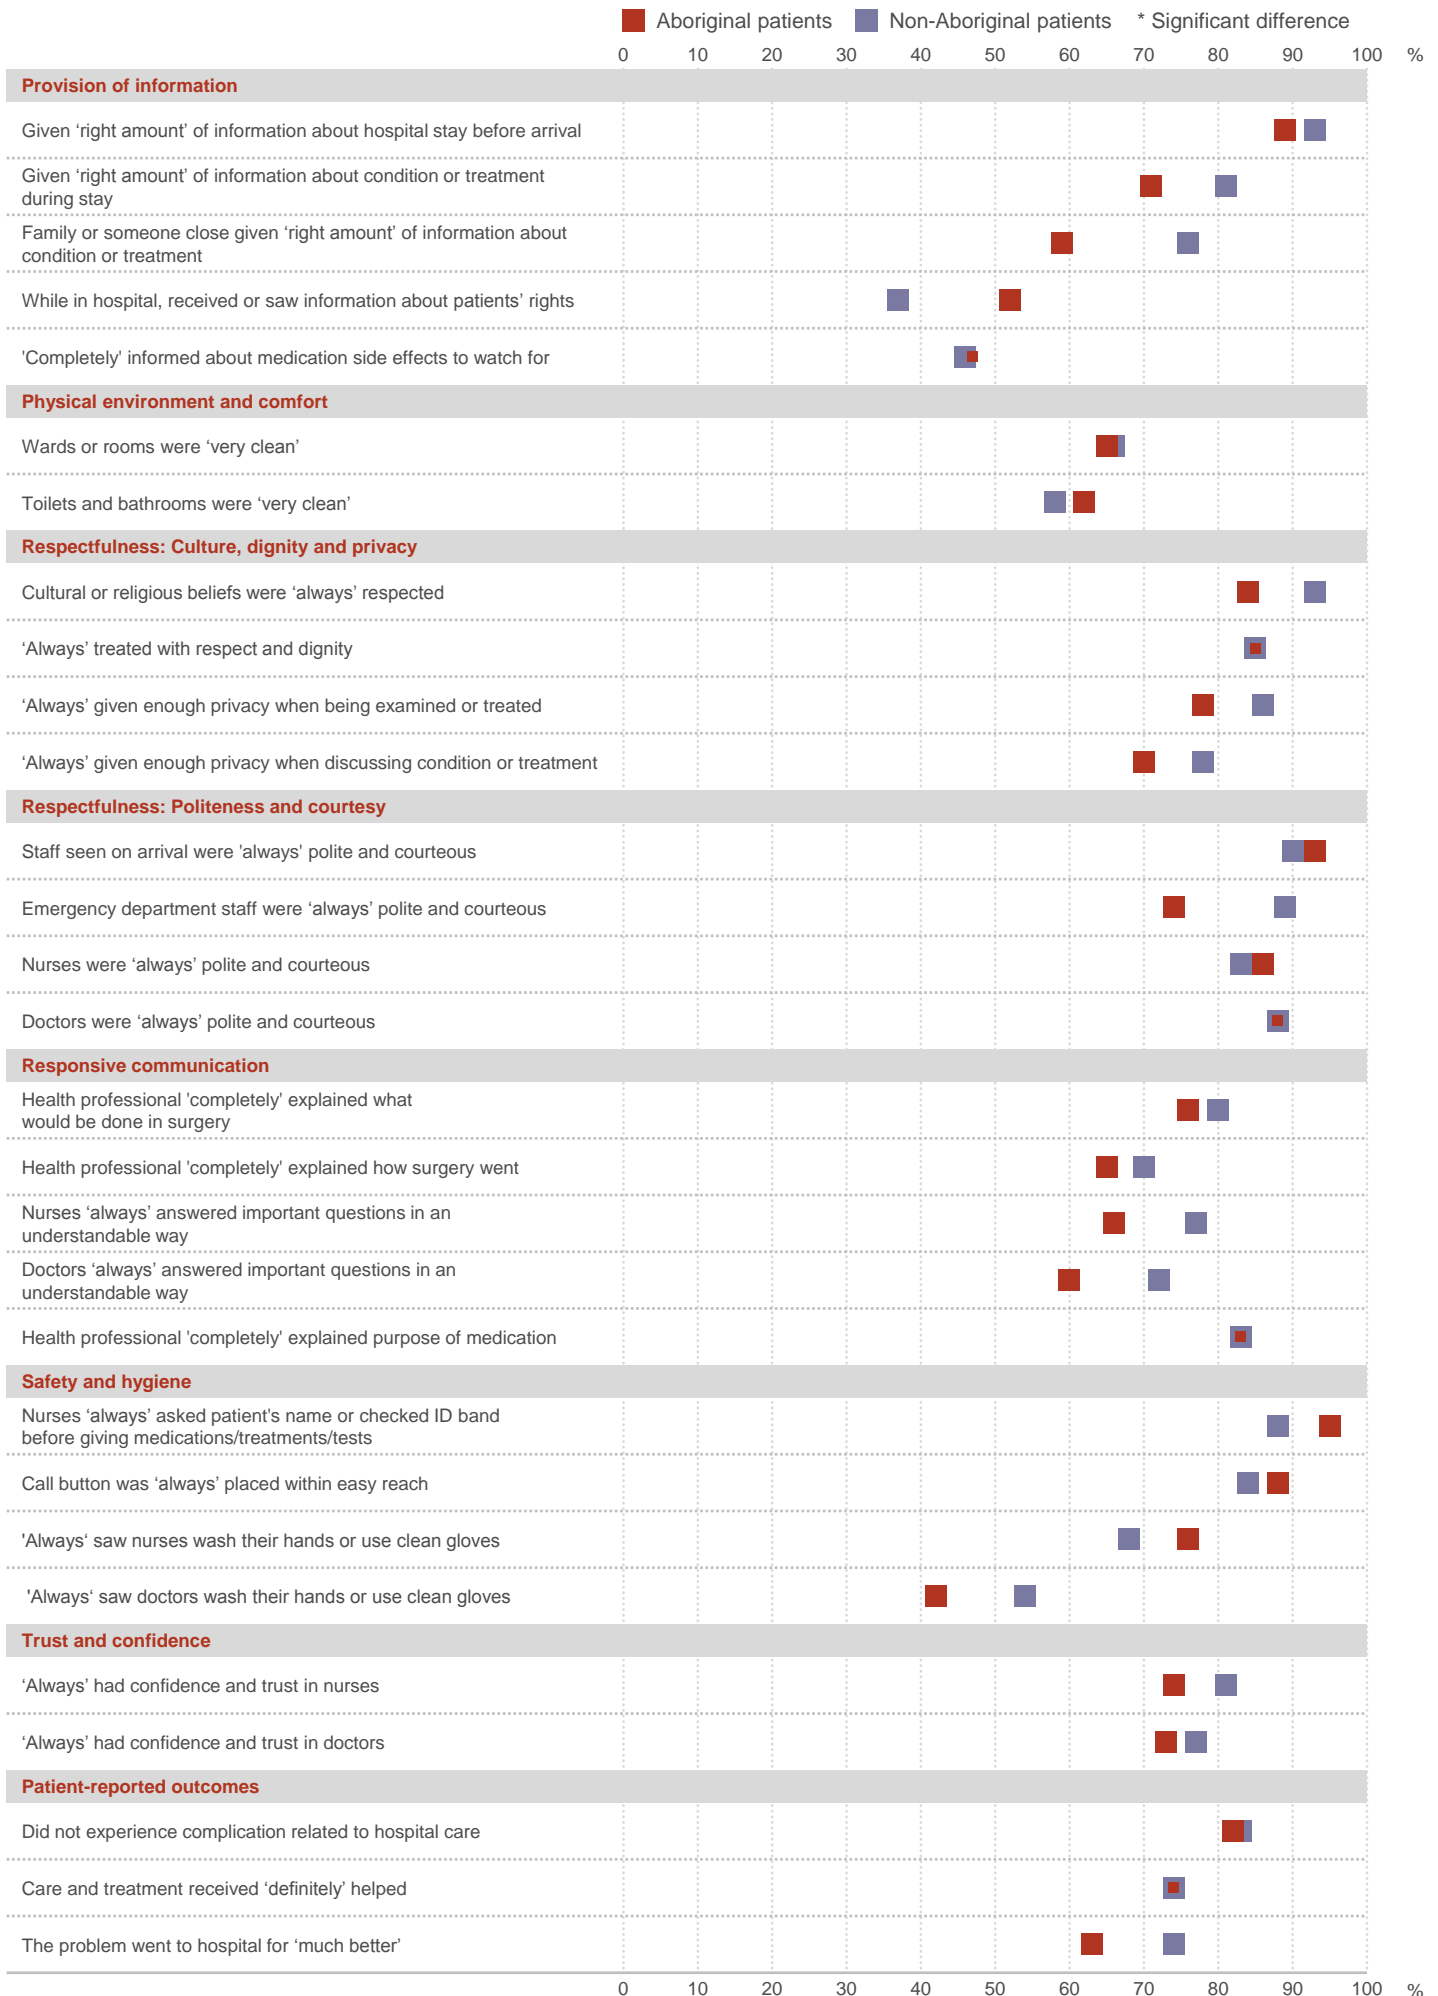 Aboriginal patients Non-Aboriginal patients * Significant difference
0 10 20 30 40 50 60 70 80 90 100 %
Provision of information
Given ‘right amount’ of information about hospital stay before arrival
Given ‘right amount’ of information about condition or treatment
during stay
Family or someone close given ‘right amount’ of information about
condition or treatment
While in hospital, received or saw information about patients’ rights
'Completely' informed about medication side effects to watch for
Physical environment and comfort
Wards or rooms were ‘very clean’
Toilets and bathrooms were ‘very clean’
Respectfulness: Culture, dignity and privacy
Cultural or religious beliefs were ‘always’ respected
‘Always’ treated with respect and dignity
‘Always’ given enough privacy when being examined or treated
‘Always’ given enough privacy when discussing condition or treatment
Respectfulness: Politeness and courtesy
Staff seen on arrival were 'always' polite and courteous
Emergency department staff were ‘always’ polite and courteous
Nurses were ‘always’ polite and courteous
Doctors were ‘always’ polite and courteous
Responsive communication
Health professional 'completely' explained what
would be done in surgery
Health professional 'completely' explained how surgery went
Nurses ‘always’ answered important questions in an
understandable way
Doctors ‘always’ answered important questions in an
understandable way
Health professional 'completely' explained purpose of medication
Safety and hygiene
Nurses ‘always’ asked patient's name or checked ID band
before giving medications/treatments/tests
Call button was ‘always’ placed within easy reach
'Always‘ saw nurses wash their hands or use clean gloves
'Always‘ saw doctors wash their hands or use clean gloves
Trust and confidence
‘Always’ had confidence and trust in nurses
‘Always’ had confidence and trust in doctors
Patient-reported outcomes
Did not experience complication related to hospital care
Care and treatment received ‘definitely’ helped
The problem went to hospital for ‘much better’
0 10 20 30 40 50 60 70 80 90 100 %